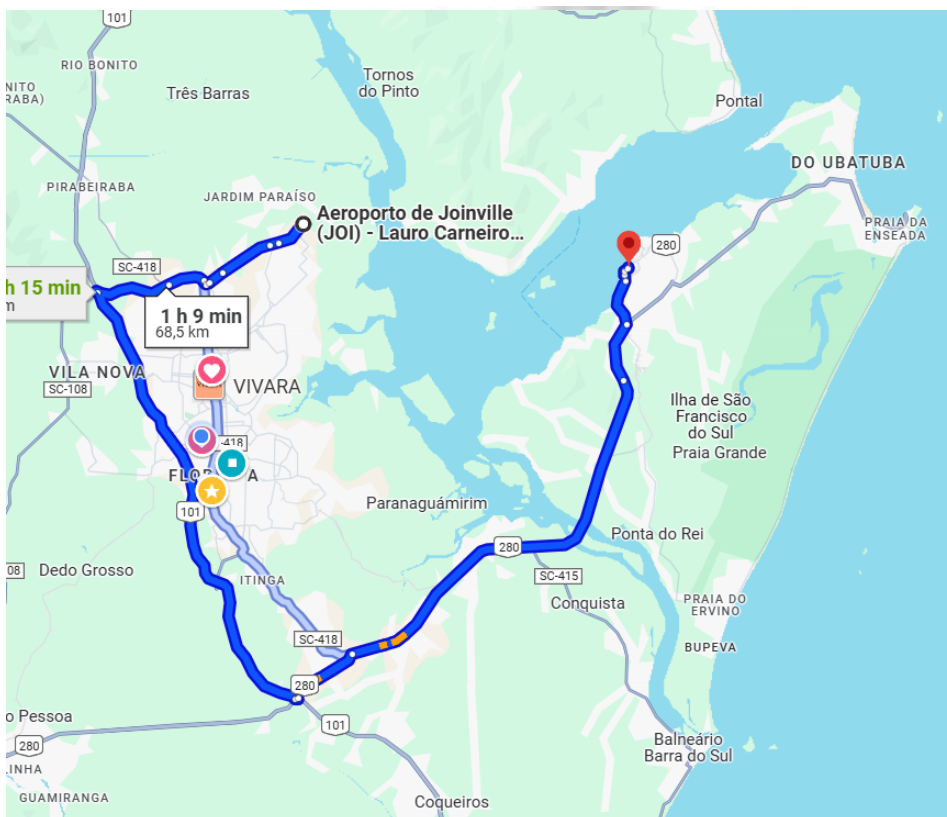 101
RIO BONITO
NITO
RABA)
Três Barras
Tornos
do Pinto
Pontal
DO UBATUBA
PIRABEIRABA
JARDIM PARAÍSO
Aeroporto de Joinville
(JOI) - Lauro Carneiro...
PRAIA DA
ENSEADA
280
SC-418
h 15 min
m
1 h 9 min
68,5 km
VILA NOVA
SC-108
VIVARA
Ilha de São
Francisco
do Sul
Praia Grande
-418
A
101
Paranaguámirim
280
Ponta do Rei
08
Dedo Grosso
ITINGA
SC-415
Conquista
PRAIA DO
ERVINO
SC-418
BUPEVA
280
o Pessoa
101
280
Balneário
Barra do Sul
LINHA
GUAMIRANGA
Coqueiros